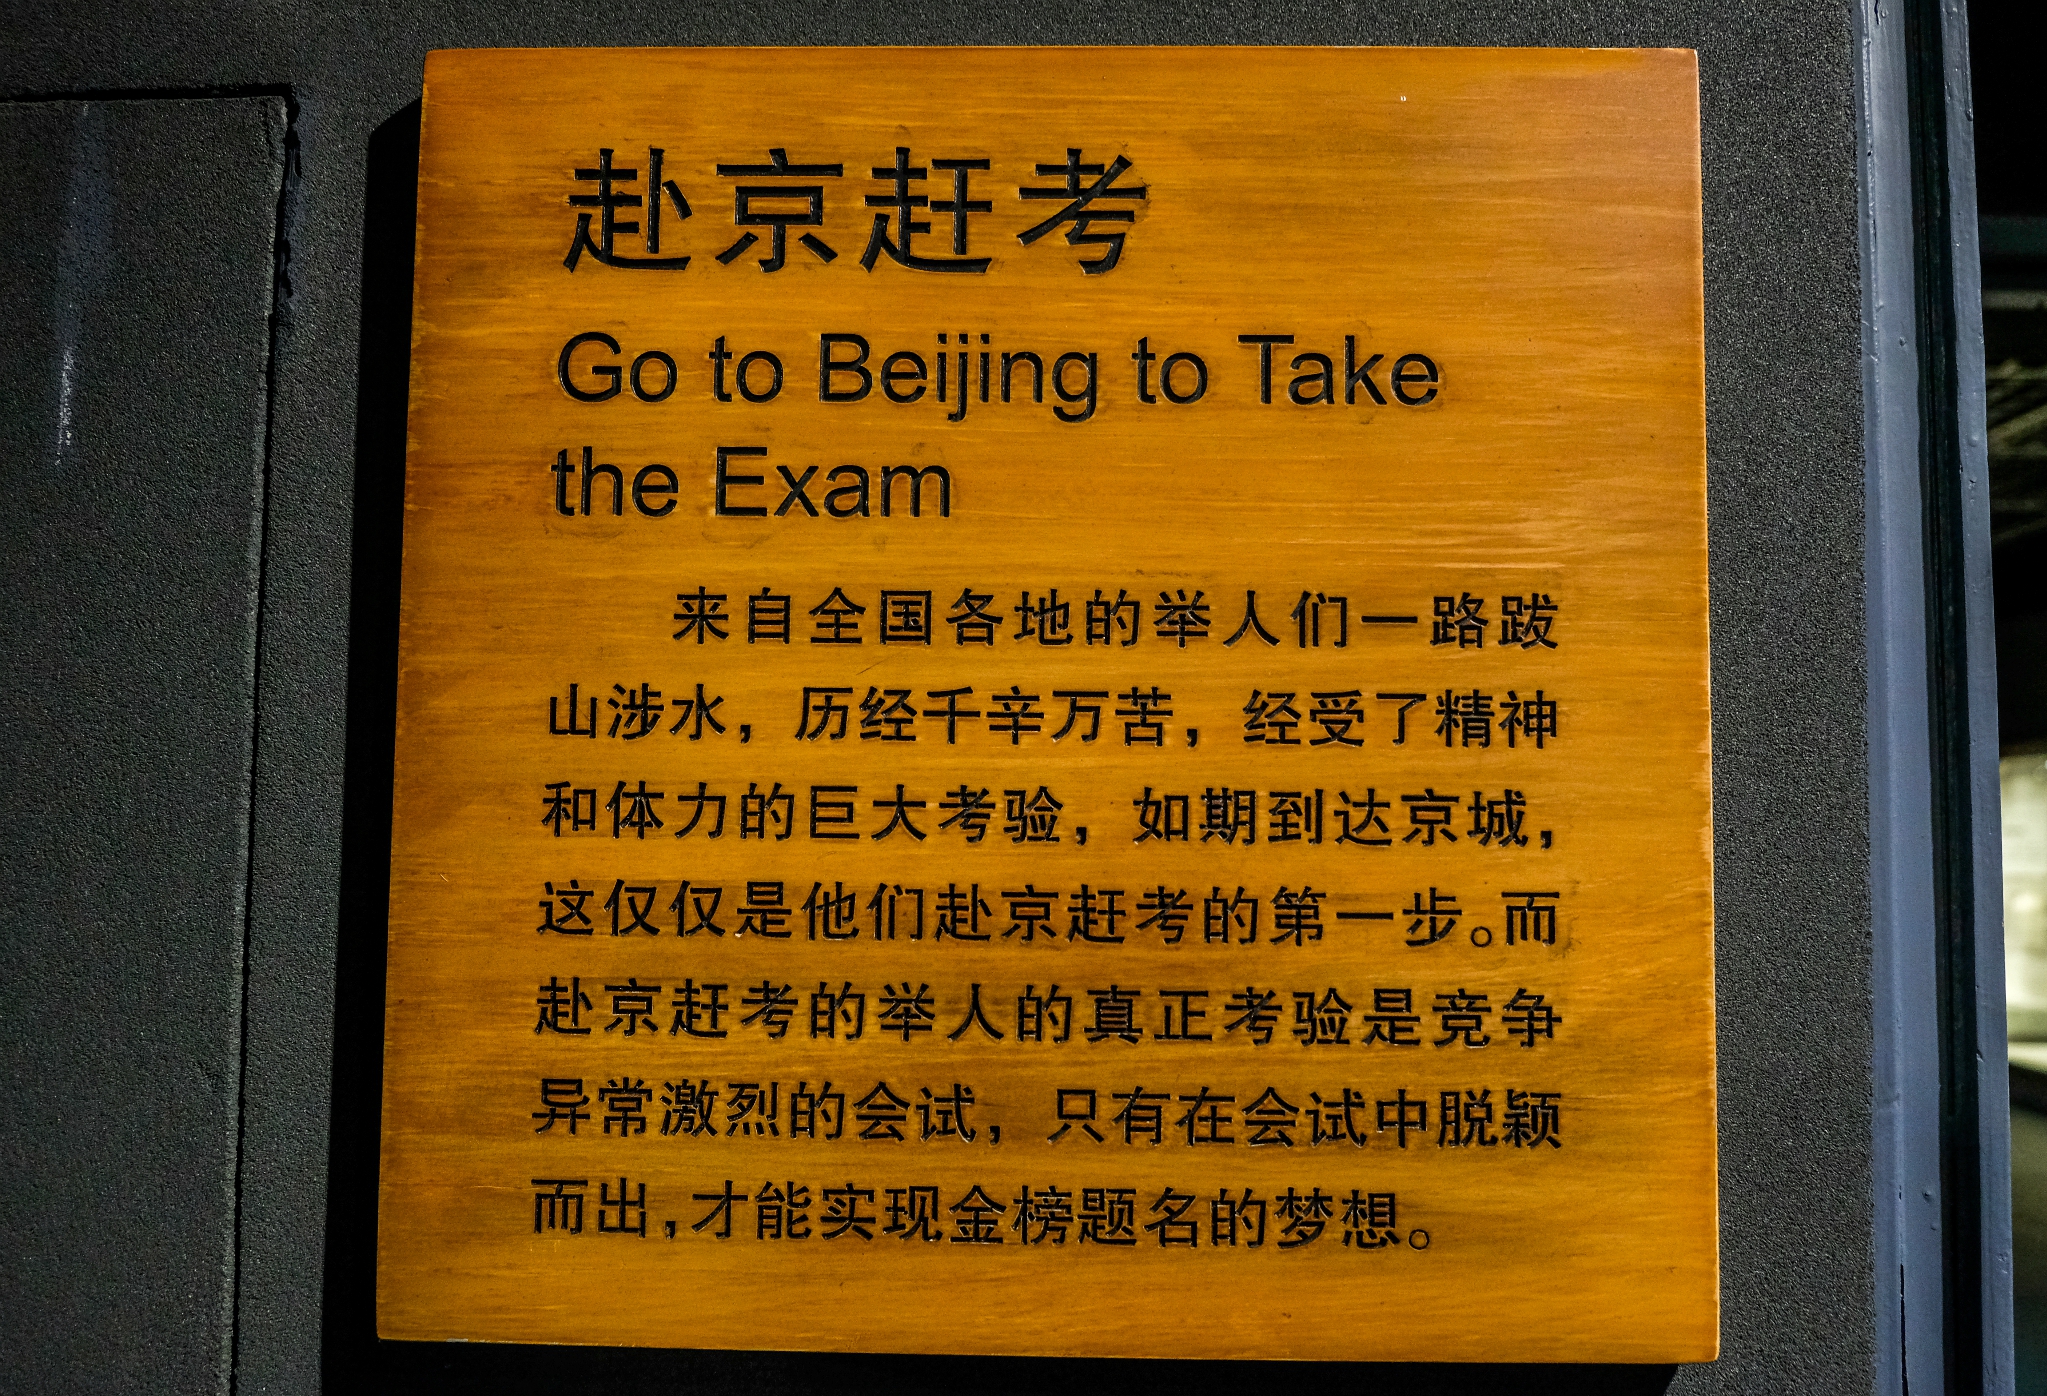 赴京赶考
Go to Beijing to Take
the Exam
来自全国各地的举人们一路跋
山涉水，历经千辛万苦，经受了精神
和体力的巨大考验，如期到达京城，
这仅仅是他们赴京赶考的第一步。而
赴京赶考的举人的真正考验是竞争
异常激烈的会试，只有在会试中脱颖
而出，才能实现金榜题名的梦想。